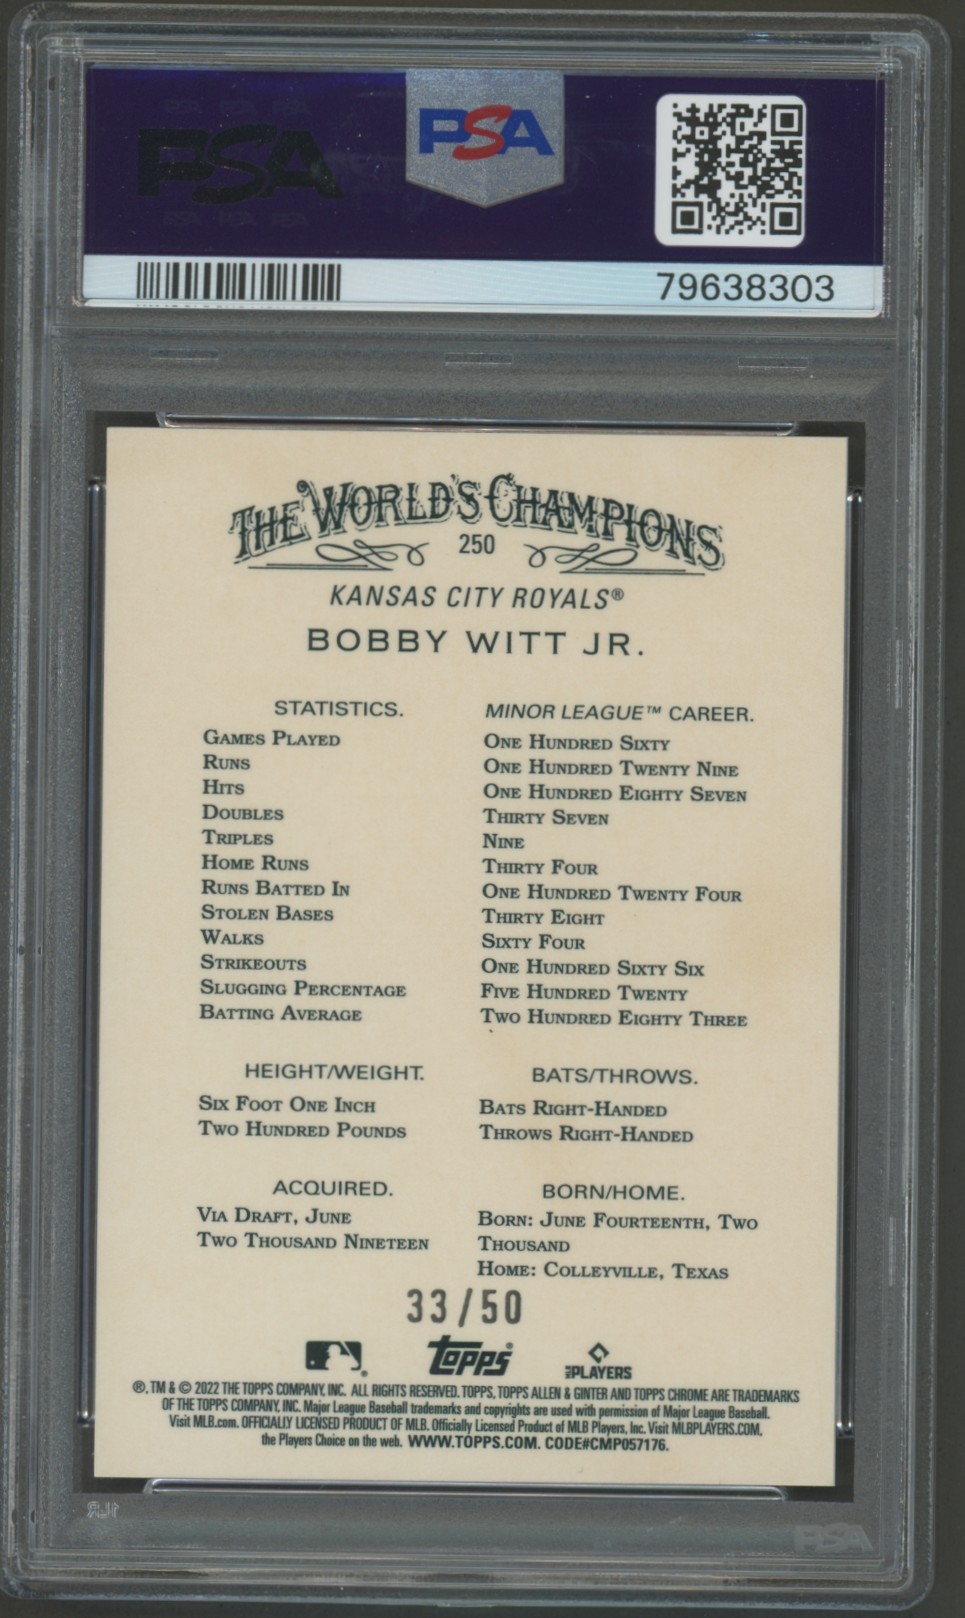 PSA PSA PSA
PSA
PSA PSA PSA
PSA
79638303
THE WORLD'S CHAMPIONS
250
KANSAS CITY ROYALS®
BOBBY WITT JR.
STATISTICS. MINOR LEAGUE™ CAREER.
GAMES PLAYED ONE HUNDRED SIXTY
RUNS ONE HUNDRED TWENTY NINE
HITS ONE HUNDRED EIGHTY SEVEN
DOUBLES THIRTY SEVEN
TRIPLES NINE
HOME RUNS THIRTY FOUR
RUNS BATTED IN ONE HUNDRED TWENTY FOUR
STOLEN BASES THIRTY EIGHT
WALKS SIXTY FOUR
STRIKEOUTS ONE HUNDRED SIXTY SIX
SLUGGING PERCENTAGE FIVE HUNDRED TWENTY
BATTING AVERAGE TWO HUNDRED EIGHTY THREE
HEIGHT/WEIGHT.
SIX FOOT ONE INCH
TWO HUNDRED POUNDS
BATS/THROWS.
BATS RIGHT-HANDED
THROWS RIGHT-HANDED
ACQUIRED.
VIA DRAFT, JUNE
TWO THOUSAND NINETEEN
BORN/HOME.
BORN: JUNE FOURTEENTH, TWO
THOUSAND
HOME: COLLEYVILLE, TEXAS
33/50
topps® MLB PLAYERS
®, TM & © 2022 THE TOPPS COMPANY, INC. ALL RIGHTS RESERVED. TOPPS, TOPPS ALLEN & GINTER AND TOPPS CHROME ARE TRADEMARKS
OF THE TOPPS COMPANY, INC. Major League Baseball trademarks and copyrights are used with permission of Major League Baseball.
Visit MLB.com. OFFICIALLY LICENSED PRODUCT OF MLB. Officially Licensed Product of MLB Players, Inc. Visit MLBPLAYERS.COM,
the Players Choice on the web. WWW.TOPPS.COM. CODE#CMP057176.
PSA